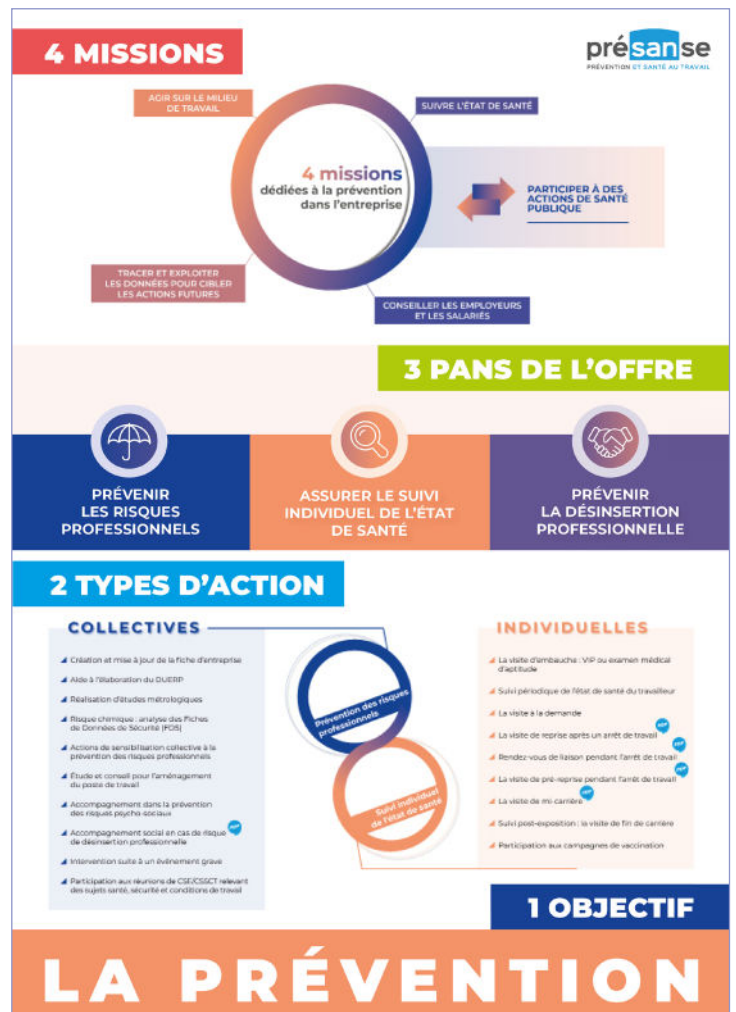 4 MISSIONS
présanse
PRÉVENTION ET SANTÉ AU TRAVAIL
AGIR SUR LE MILIEU
DE TRAVAIL
SUIVRE L'ÉTAT DE SANTÉ
4 missions
dédiées à la prévention
dans l'entreprise
PARTICIPER À DES
ACTIONS DE SANTÉ
PUBLIQUE
TRACER ET EXPLOITER
LES DONNÉES POUR CIBLER
LES ACTIONS FUTURES
CONSEILLER LES EMPLOYEURS
ET LES SALARIÉS
3 PANS DE L'OFFRE
PRÉVENIR
LES RISQUES
PROFESSIONNELS
ASSURER LE SUIVI
INDIVIDUEL DE L'ÉTAT
DE SANTÉ
PRÉVENIR
LA DÉSINSERTION
PROFESSIONNELLE
2 TYPES D'ACTION
COLLECTIVES
Création et mise à jour de la fiche d'entreprise
Aide à l'élaboration du DUERP
Réalisation d'études métrologiques
Risque chimique : analyse des Fiches
de Données de Sécurité (FDS)
Actions de sensibilisation collective à la
prévention des risques professionnels
Étude et conseil pour l'aménagement
du poste de travail
Accompagnement dans la prévention
des risques psycho-sociaux
Accompagnement social en cas de risque PDP
de désinsertion professionnelle
Intervention suite à un événement grave
Participation aux réunions de CSE/CSSCT relevant
des sujets santé, sécurité et conditions de travail
Prévention des risques
professionnels
Suivi individuel
de l'état de santé
INDIVIDUELLES
La visite d'embauche : VIP ou examen médical
d'aptitude
Suivi périodique de l'état de santé du travailleur
La visite à la demande
La visite de reprise après un arrêt de travail PDP
Rendez-vous de liaison pendant l'arrêt de travail PDP
La visite de pré-reprise pendant l'arrêt de travail PDP
La visite de mi-carrière PDP
Suivi post-exposition : la visite de fin de carrière
Participation aux campagnes de vaccination
1 OBJECTIF
LA PRÉVENTION